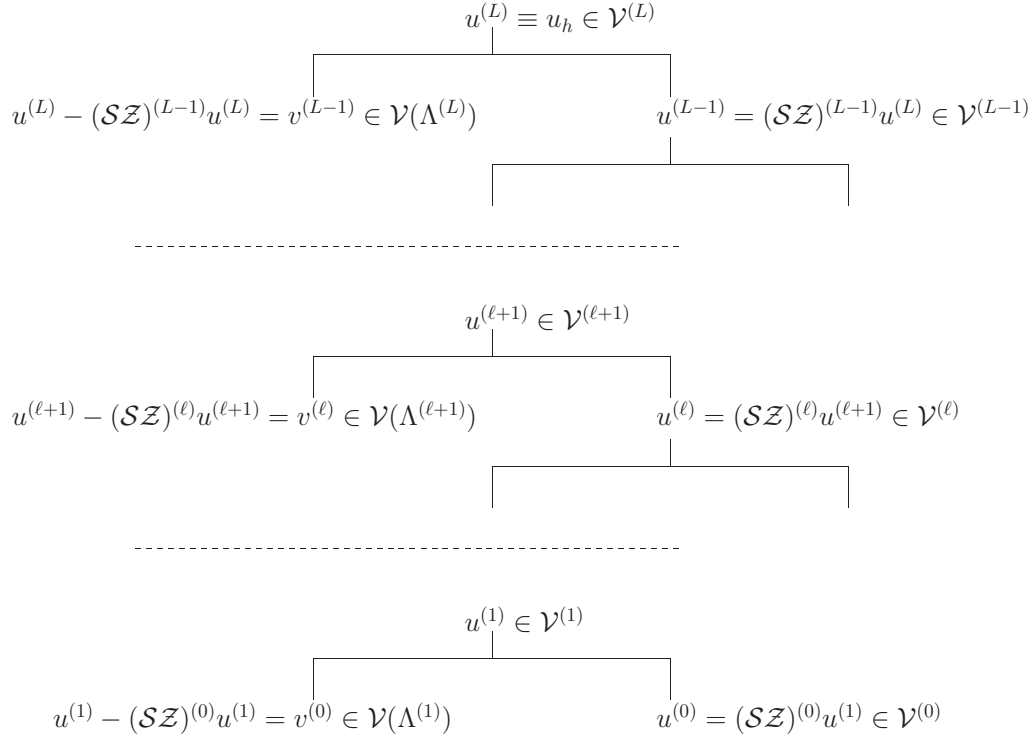 $u^{(L)} \equiv u_h \in \mathcal{V}^{(L)}$
$u^{(L)} - (\mathcal{SZ})^{(L-1)} u^{(L)} = v^{(L-1)} \in \mathcal{V}(\Lambda^{(L)})$
$u^{(L-1)} = (\mathcal{SZ})^{(L-1)} u^{(L)} \in \mathcal{V}^{(L-1)}$
$u^{(\ell+1)} \in \mathcal{V}^{(\ell+1)}$
$u^{(\ell+1)} - (\mathcal{SZ})^{(\ell)} u^{(\ell+1)} = v^{(\ell)} \in \mathcal{V}(\Lambda^{(\ell+1)})$
$u^{(\ell)} = (\mathcal{SZ})^{(\ell)} u^{(\ell+1)} \in \mathcal{V}^{(\ell)}$
$u^{(1)} \in \mathcal{V}^{(1)}$
$u^{(1)} - (\mathcal{SZ})^{(0)} u^{(1)} = v^{(0)} \in \mathcal{V}(\Lambda^{(1)})$
$u^{(0)} = (\mathcal{SZ})^{(0)} u^{(1)} \in \mathcal{V}^{(0)}$